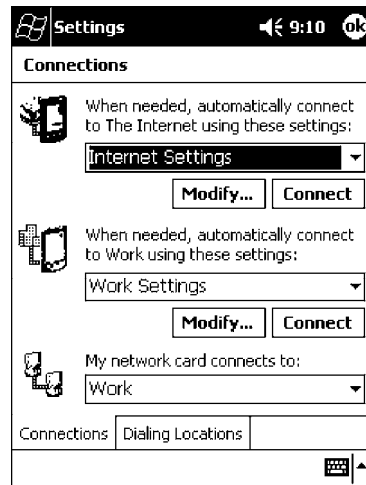 Settings 9:10 ok
Connections
When needed, automatically connect
to The Internet using these settings:
Internet Settings
Modify... Connect
When needed, automatically connect
to Work using these settings:
Work Settings
Modify... Connect
My network card connects to:
Work
Connections Dialing Locations